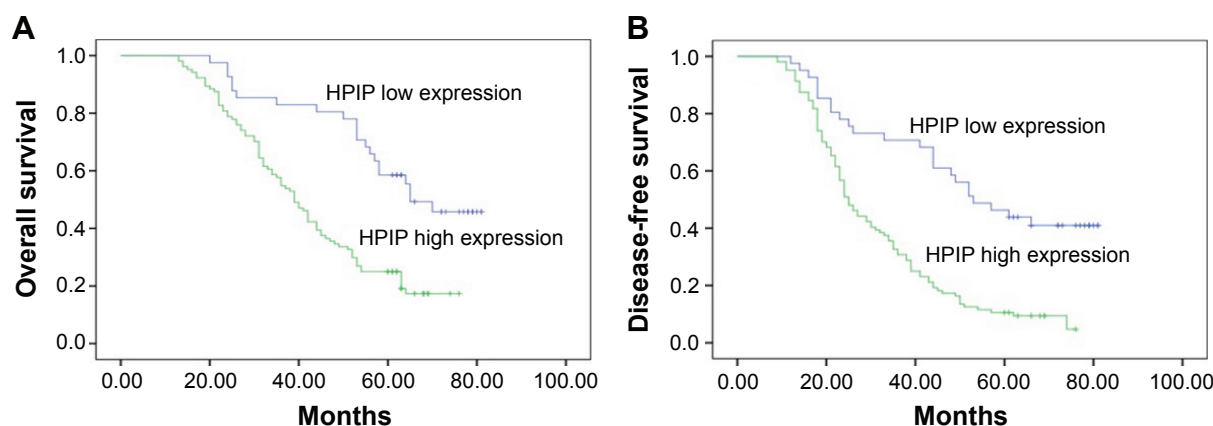 A
Overall survival
1.0
0.8
0.6
0.4
0.2
0.0
HPIP low expression
HPIP high expression
0.00 20.00 40.00 60.00 80.00 100.00
Months
B
Disease-free survival
1.0
0.8
0.6
0.4
0.2
0.0
HPIP low expression
HPIP high expression
0.00 20.00 40.00 60.00 80.00 100.00
Months